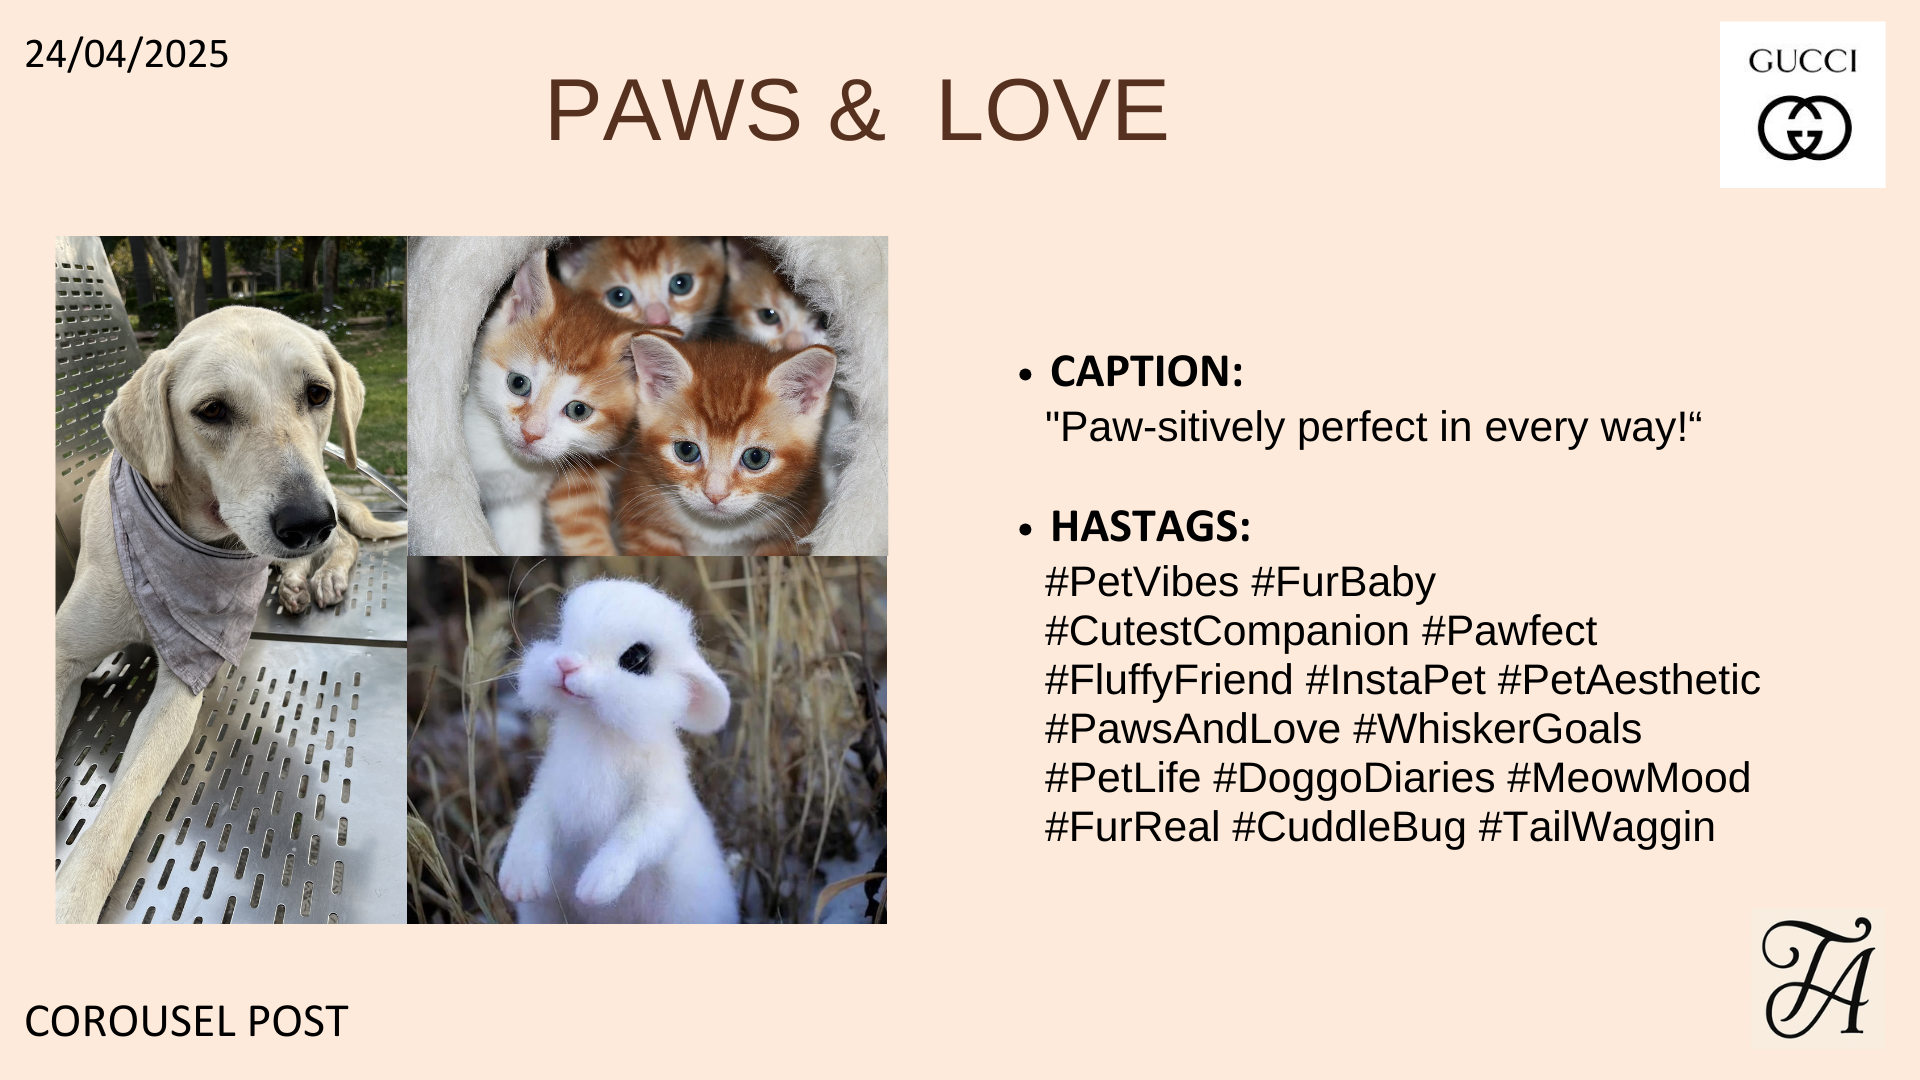 24/04/2025
PAWS &  LOVE
GUCCI
• CAPTION:
"Paw-sitively perfect in every way!“
• HASTAGS:
#PetVibes #FurBaby
#CutestCompanion #Pawfect
#FluffyFriend #InstaPet #PetAesthetic
#PawsAndLove #WhiskerGoals
#PetLife #DoggoDiaries #MeowMood
#FurReal #CuddleBug #TailWaggin
COROUSEL POST
TA